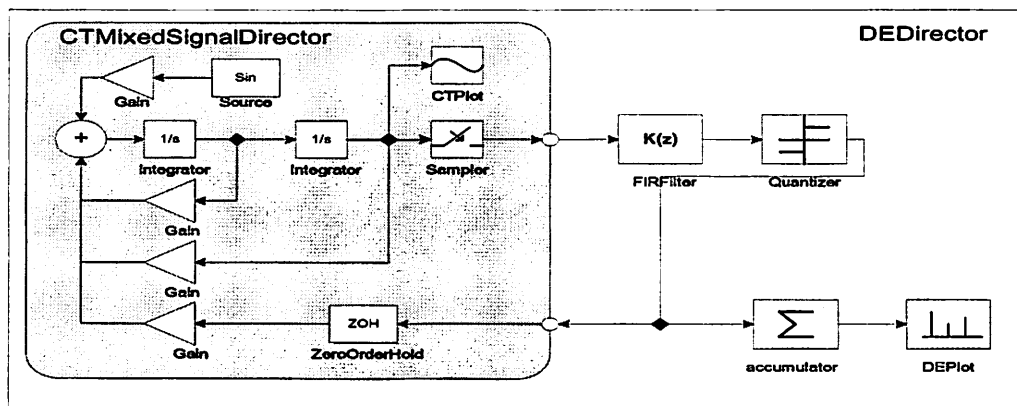 CTMixedSignalDirector
DEDirector
Sin
Source
Gain
CTPlot
+
1/s
Integrator
1/s
Integrator
Sampler
K(z)
FIRFilter
Quantizer
Gain
Gain
ZOH
ZeroOrderHold
Gain
Σ
accumulator
DEPlot